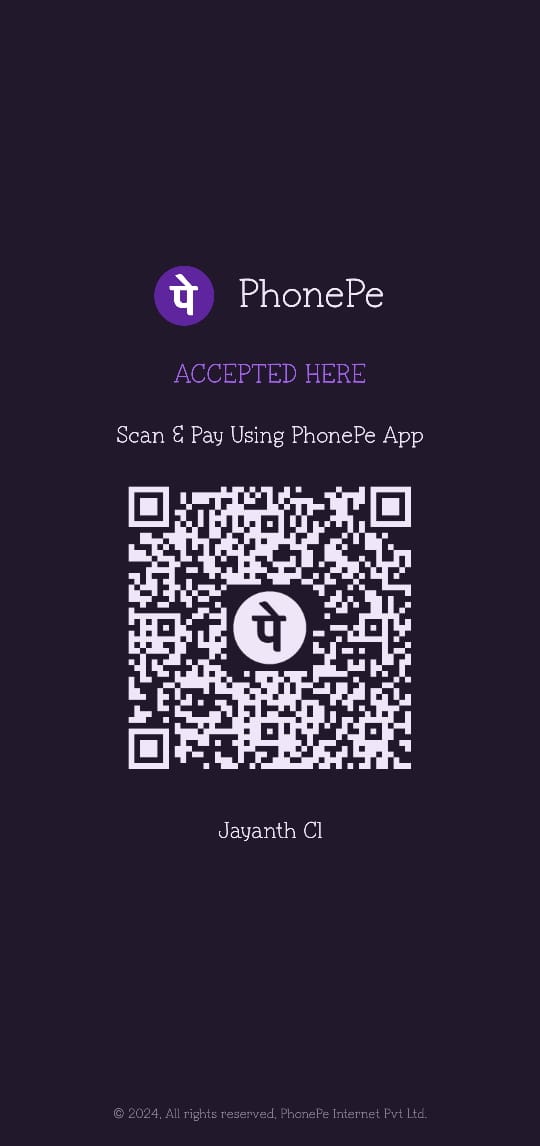 पे PhonePe
ACCEPTED HERE
Scan & Pay Using PhonePe App
पे
Jayanth Cl
© 2024, All rights reserved, PhonePe Internet Pvt Ltd.